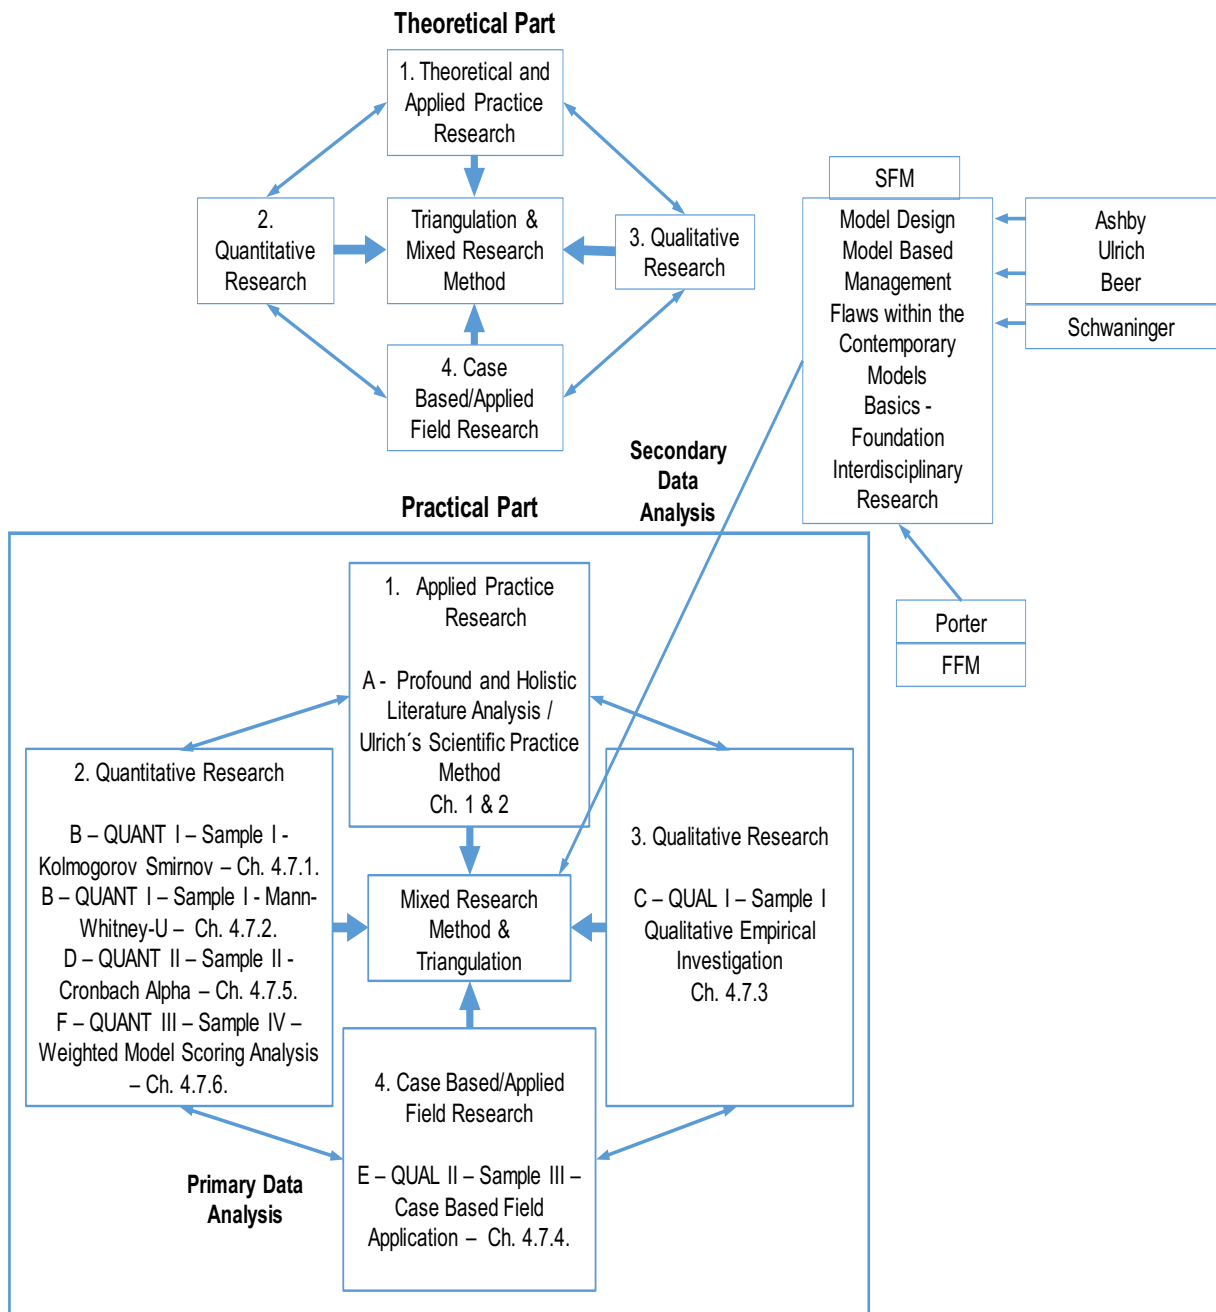 Theoretical Part
1. Theoretical and
Applied Practice
Research
2.
Quantitative
Research
Triangulation &
Mixed Research
Method
3. Qualitative
Research
4. Case
Based/Applied
Field Research
SFM
Model Design
Model Based
Management
Flaws within the
Contemporary
Models
Basics -
Foundation
Interdisciplinary
Research
Ashby
Ulrich
Beer
Schwaninger
Porter
FFM
Secondary
Data
Analysis
Practical Part
1. Applied Practice
Research
A - Profound and Holistic
Literature Analysis /
Ulrich´s Scientific Practice
Method
Ch. 1 & 2
2. Quantitative Research
B – QUANT I – Sample I -
Kolmogorov Smirnov – Ch. 4.7.1.
B – QUANT I – Sample I - Mann-
Whitney-U – Ch. 4.7.2.
D – QUANT II – Sample II -
Cronbach Alpha – Ch. 4.7.5.
F – QUANT III – Sample IV –
Weighted Model Scoring Analysis
– Ch. 4.7.6.
Mixed Research
Method &
Triangulation
3. Qualitative Research
C – QUAL I – Sample I
Qualitative Empirical
Investigation
Ch. 4.7.3
4. Case Based/Applied
Field Research
E – QUAL II – Sample III –
Case Based Field
Application – Ch. 4.7.4.
Primary Data
Analysis